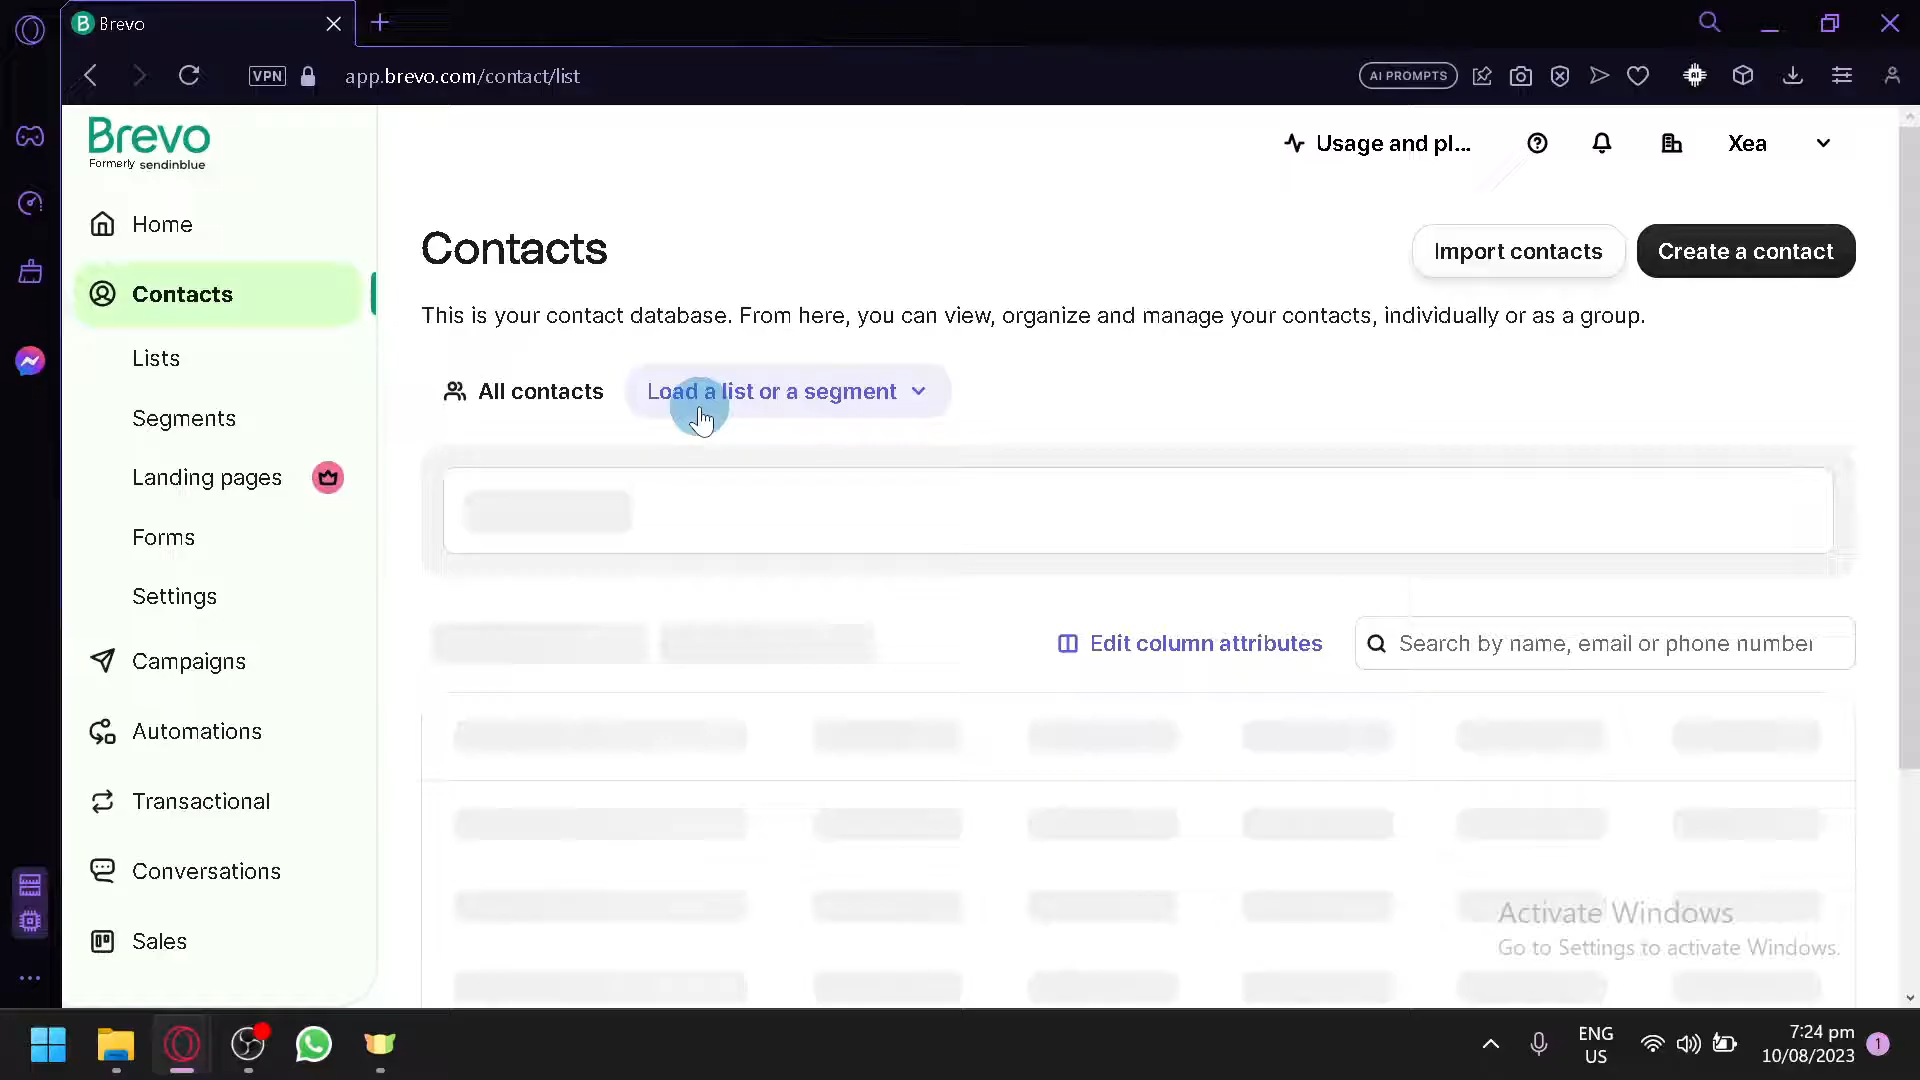 Brevo
VPN
app.brevo.com/contact/list
AI PROMPTS
Brevo
Formerly sendinblue
Usage and pl...
Xea
Home
Contacts
Lists
Segments
Landing pages
Forms
Settings
Campaigns
Automations
Transactional
Conversations
Sales
Contacts
Import contacts
Create a contact
This is your contact database. From here, you can view, organize and manage your contacts, individually or as a group.
All contacts
Load a list or a segment
Edit column attributes
Search by name, email or phone number
Activate Windows
Go to Settings to activate Windows.
ENG
US
7:24 pm
10/08/2023
1